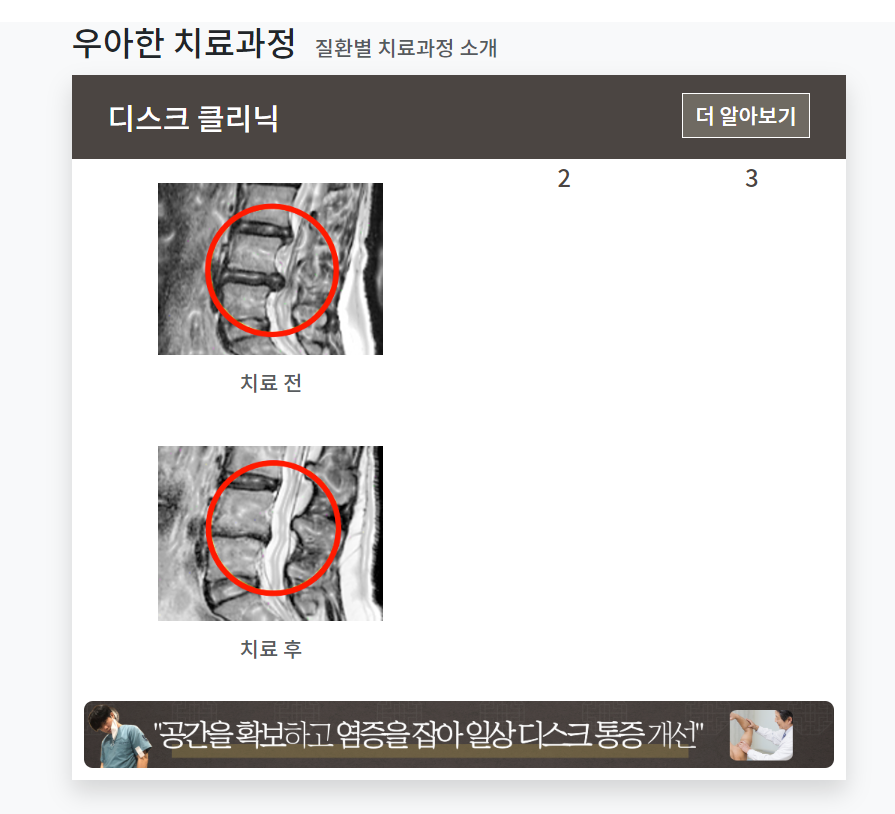 우아한 치료과정 질환별 치료과정 소개
디스크 클리닉 더 알아보기
2 3
치료 전
치료 후
"공간을 확보하고 염증을 잡아 일상 디스크 통증 개선"